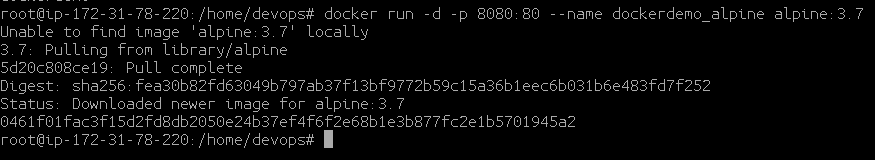 root@ip-172-31-78-220:/home/devops# docker run -d -p 8080:80 --name dockerdemo_alpine alpine:3.7
Unable to find image 'alpine:3.7' locally
3.7: Pulling from library/alpine
5d20c808ce19: Pull complete
Digest: sha256:fea30b82fd63049b797ab37f13bf9772b59c15a36b1eec6b031b6e483fd7f252
Status: Downloaded newer image for alpine:3.7
0461f01fac3f15d2fd8db2050e24b37ef4f6f2e68b1e3b877fc2e1b5701945a2
root@ip-172-31-78-220:/home/devops#